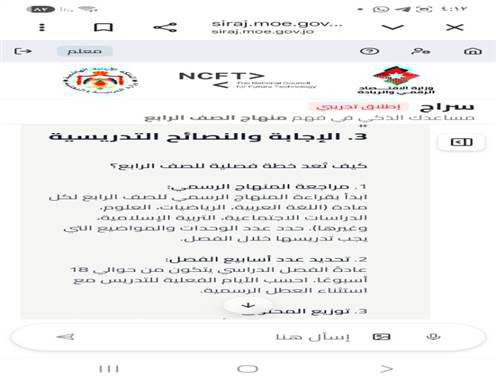 ٤:١٢
٨٢
siraj.moe.gov...
siraj.moe.gov.jo
معلم
NCFT>
The National Council
for Future Technology
وزارة الاقتصاد
الرقمي والريادة
سراج
إطلاق تجريبي
مساعدك الذكي في فهم منهاج الصف الرابع
3. الإجابة والنصائح التدريسية
كيف تُعد خطة فصلية للصف الرابع؟
1. مراجعة المنهاج الرسمي:
ابدأ بقراءة المنهاج الرسمي للصف الرابع لكل
مادة (اللغة العربية، الرياضيات، العلوم،
الدراسات الاجتماعية، التربية الإسلامية،
وغيرها). حدد عدد الوحدات والمواضيع التي
يجب تدريسها خلال الفصل.
2. تحديد عدد أسابيع الفصل:
عادة الفصل الدراسي يتكون من حوالي 18
أسبوعًا. احسب الأيام الفعلية للتدريس مع
استثناء العطل الرسمية.
3. توزيع
إسأل هنا